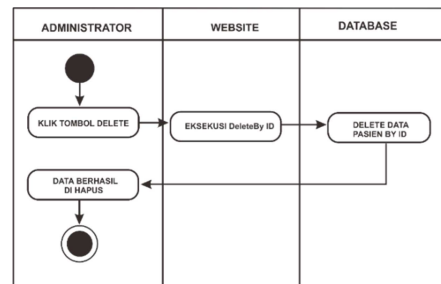 ADMINISTRATOR
WEBSITE
DATABASE
KLIK TOMBOL DELETE
EKSEKUSI DeleteBy ID
DELETE DATA
PASIEN BY ID
DATA BERHASIL
DI HAPUS